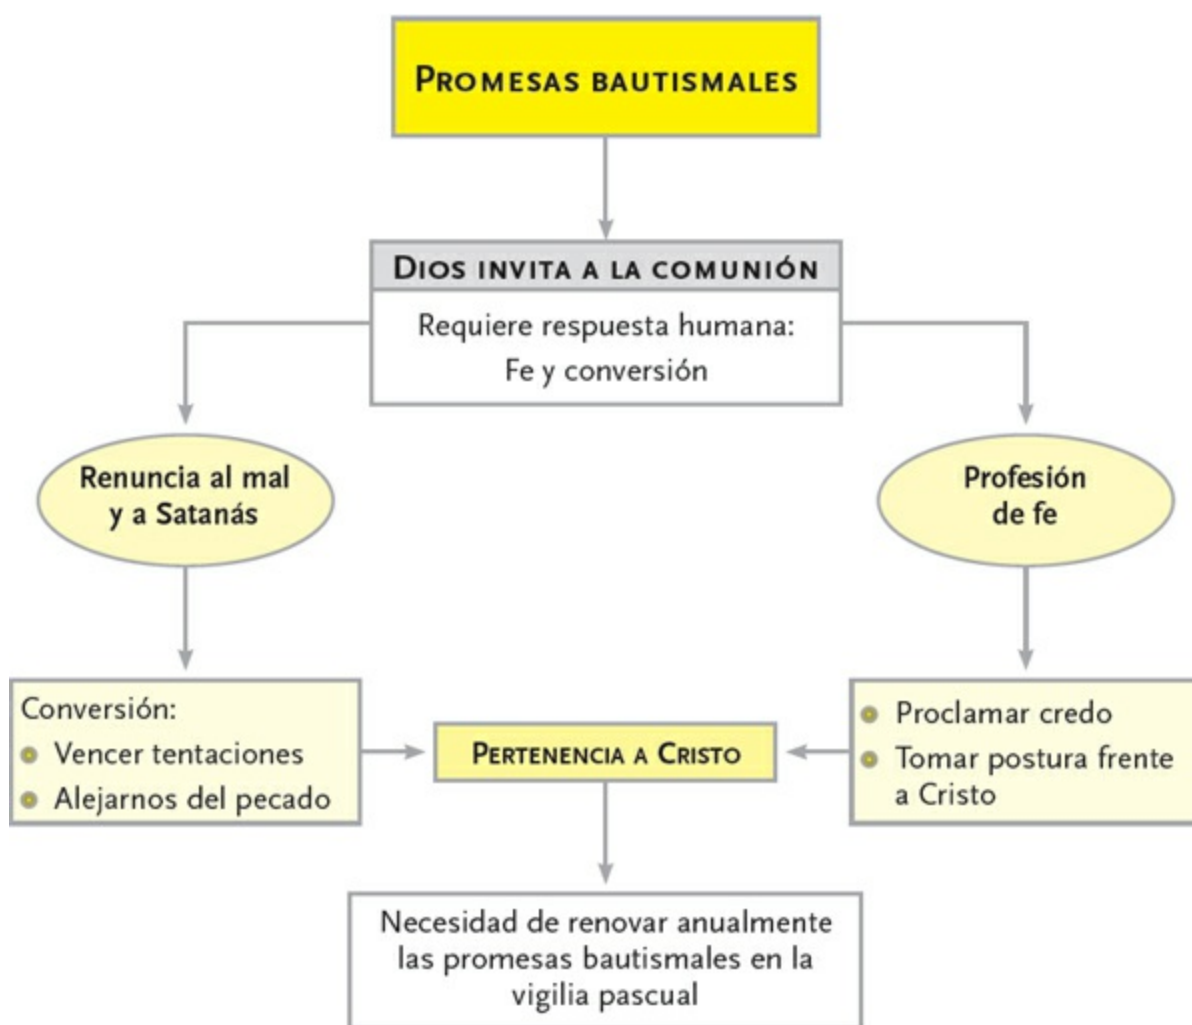 PROMESAS BAUTISMALES
DIOS INVITA A LA COMUNIÓN
Requiere respuesta humana:
Fe y conversión
Renuncia al mal
y a Satanás
Profesión
de fe
Conversión:
Vencer tentaciones
Alejarnos del pecado
PERTENENCIA A CRISTO
Proclamar credo
Tomar postura frente
a Cristo
Necesidad de renovar anualmente
las promesas bautismales en la
vigilia pascual